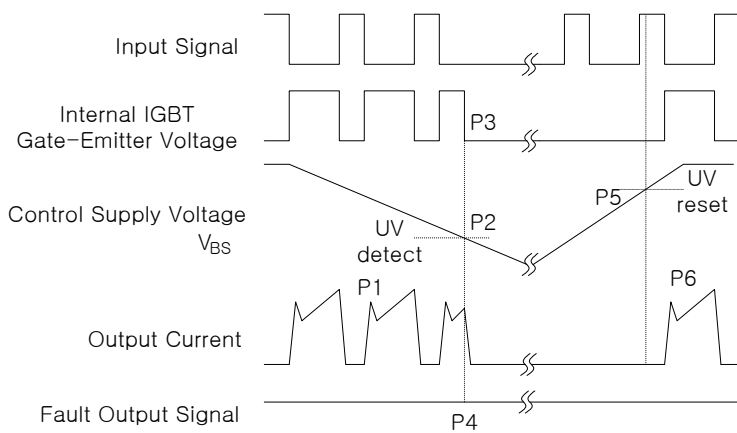 Input Signal
Internal IGBT
Gate-Emitter Voltage
P3
Control Supply Voltage
VBS
UV
detect
P2
P5
UV
reset
P1
P6
Output Current
Fault Output Signal
P4